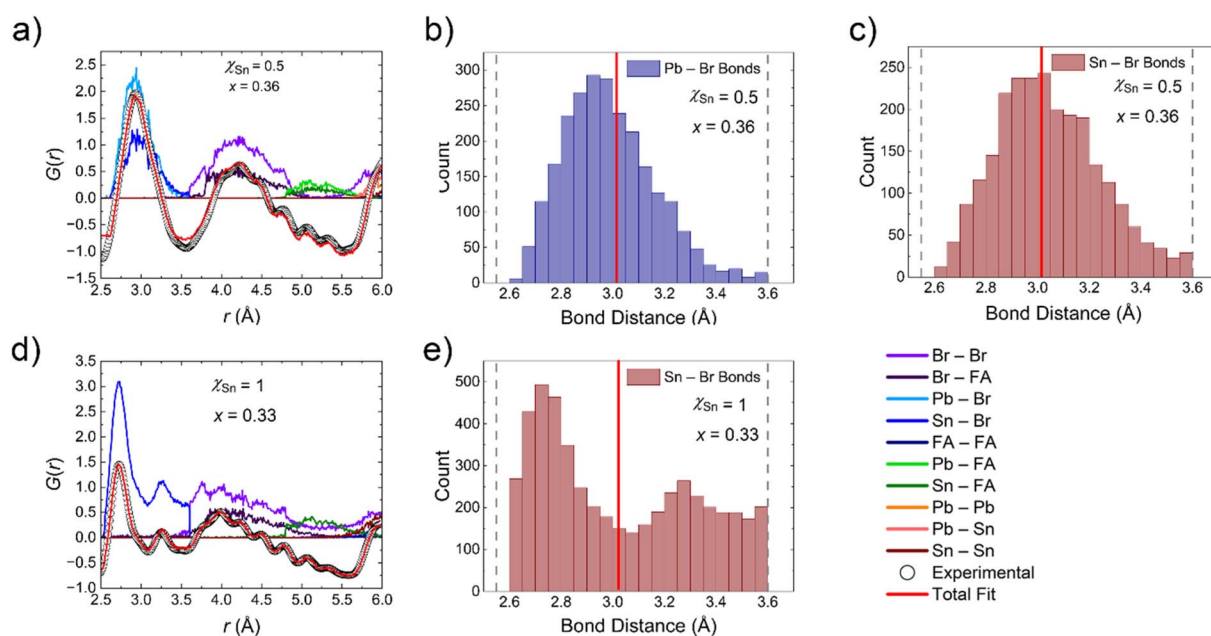 a)
χSn = 0.5
x = 0.36
G(r)
2.5
2.0
1.5
1.0
0.5
0.0
−0.5
−1.0
−1.5
2.5 3.0 3.5 4.0 4.5 5.0 5.5 6.0
r (Å)
b)
Pb – Br Bonds
χSn = 0.5
x = 0.36
Count
300
250
200
150
100
50
0
2.6 2.8 3.0 3.2 3.4 3.6
Bond Distance (Å)
c)
Sn – Br Bonds
χSn = 0.5
x = 0.36
Count
250
200
150
100
50
0
2.6 2.8 3.0 3.2 3.4 3.6
Bond Distance (Å)
d)
χSn = 1
x = 0.33
G(r)
3.5
3.0
2.5
2.0
1.5
1.0
0.5
0.0
−0.5
−1.0
2.5 3.0 3.5 4.0 4.5 5.0 5.5 6.0
r (Å)
e)
Sn – Br Bonds
χSn = 1
x = 0.33
Count
500
400
300
200
100
0
2.6 2.8 3.0 3.2 3.4 3.6
Bond Distance (Å)
Br – Br
Br – FA
Pb – Br
Sn – Br
FA – FA
Pb – FA
Sn – FA
Pb – Pb
Pb – Sn
Sn – Sn
Experimental
Total Fit